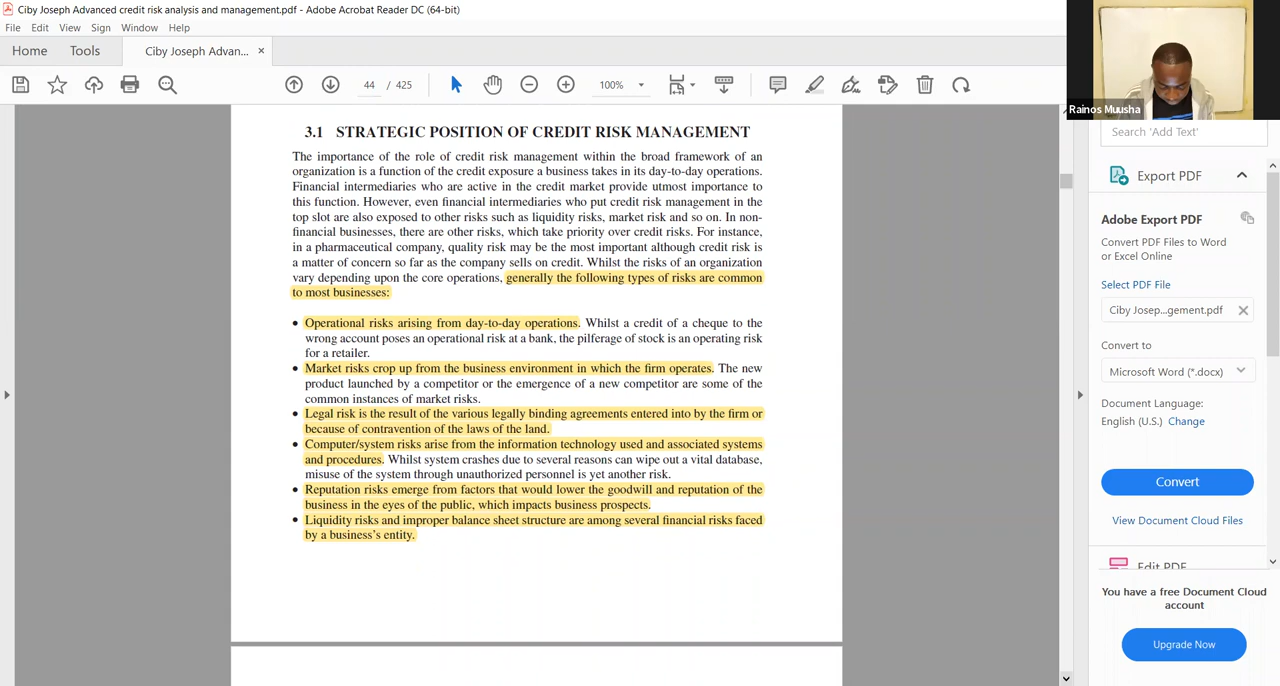 Ciby Joseph Advanced credit risk analysis and management.pdf - Adobe Acrobat Reader DC (64-bit)
File Edit View Sign Window Help
Home Tools Ciby Joseph Advan... ×
44 / 425 100%
Rainos Muusha
3.1 STRATEGIC POSITION OF CREDIT RISK MANAGEMENT
The importance of the role of credit risk management within the broad framework of an
organization is a function of the credit exposure a business takes in its day-to-day operations.
Financial intermediaries who are active in the credit market provide utmost importance to
this function. However, even financial intermediaries who put credit risk management in the
top slot are also exposed to other risks such as liquidity risks, market risk and so on. In non-
financial businesses, there are other risks, which take priority over credit risks. For instance,
in a pharmaceutical company, quality risk may be the most important although credit risk is
a matter of concern so far as the company sells on credit. Whilst the risks of an organization
vary depending upon the core operations, generally the following types of risks are common
to most businesses:
• Operational risks arising from day-to-day operations. Whilst a credit of a cheque to the
wrong account poses an operational risk at a bank, the pilferage of stock is an operating risk
for a retailer.
• Market risks crop up from the business environment in which the firm operates. The new
product launched by a competitor or the emergence of a new competitor are some of the
common instances of market risks.
• Legal risk is the result of the various legally binding agreements entered into by the firm or
because of contravention of the laws of the land.
• Computer/system risks arise from the information technology used and associated systems
and procedures. Whilst system crashes due to several reasons can wipe out a vital database,
misuse of the system through unauthorized personnel is yet another risk.
• Reputation risks emerge from factors that would lower the goodwill and reputation of the
business in the eyes of the public, which impacts business prospects.
• Liquidity risks and improper balance sheet structure are among several financial risks faced
by a business's entity.
Search 'Add Text'
Export PDF
Adobe Export PDF
Convert PDF Files to Word
or Excel Online
Select PDF File
Ciby Josep...gement.pdf
Convert to
Microsoft Word (*.docx)
Document Language:
English (U.S.) Change
Convert
View Document Cloud Files
Edit PDF
You have a free Document Cloud
account
Upgrade Now